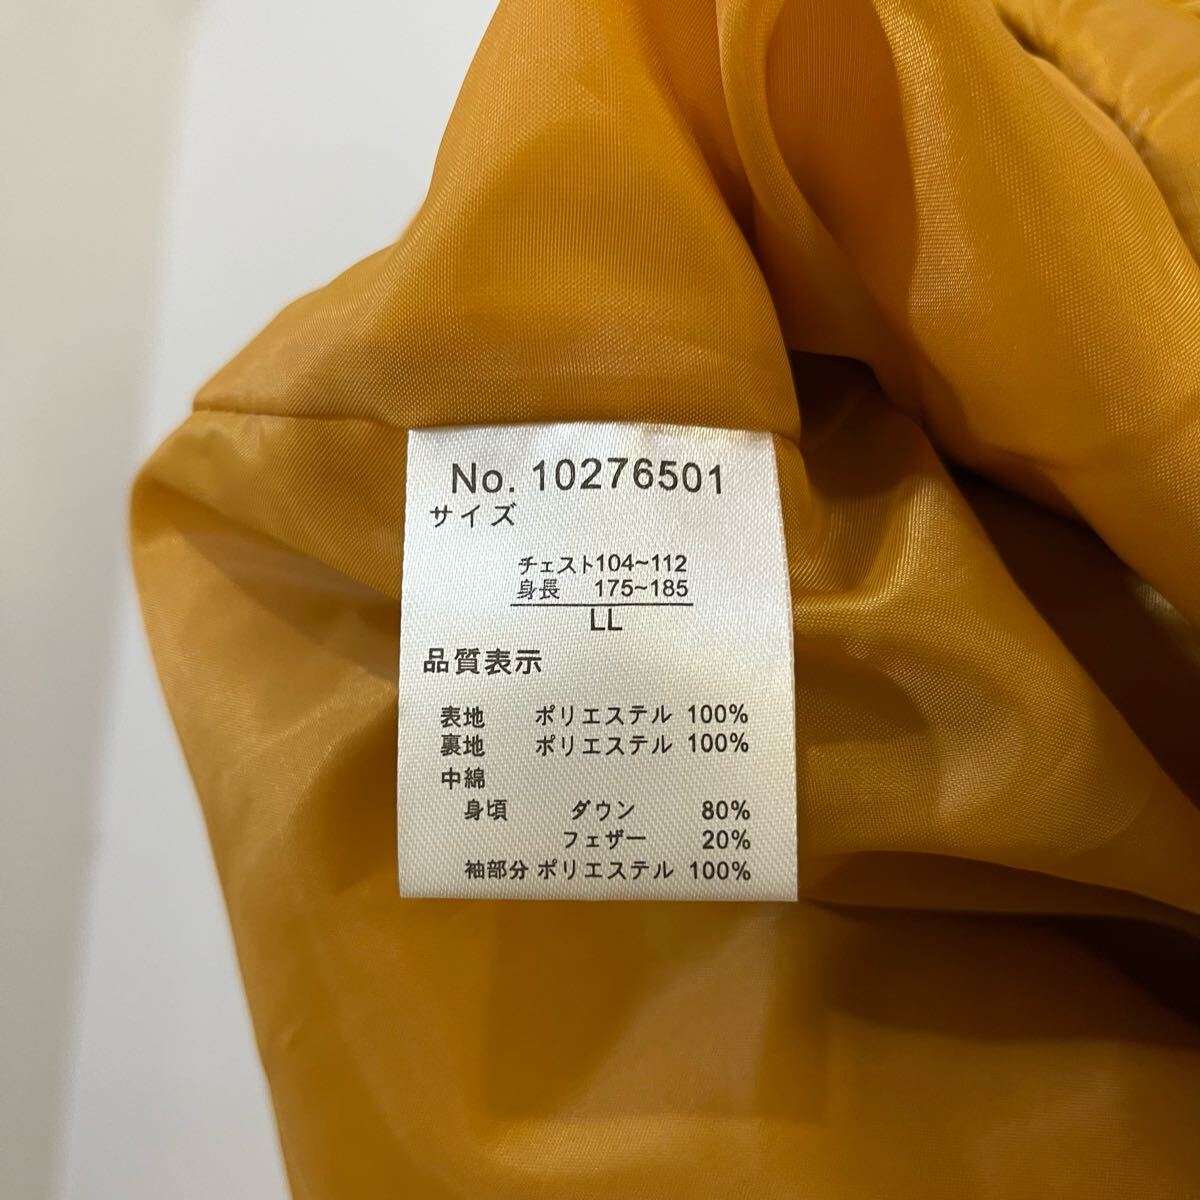 No. 10276501
サイズ
チェスト104~112
身長 175~185
LL
品質表示
表地 ポリエステル 100%
裏地 ポリエステル 100%
中綿
身頃 ダウン 80%
フェザー 20%
袖部分 ポリエステル 100%